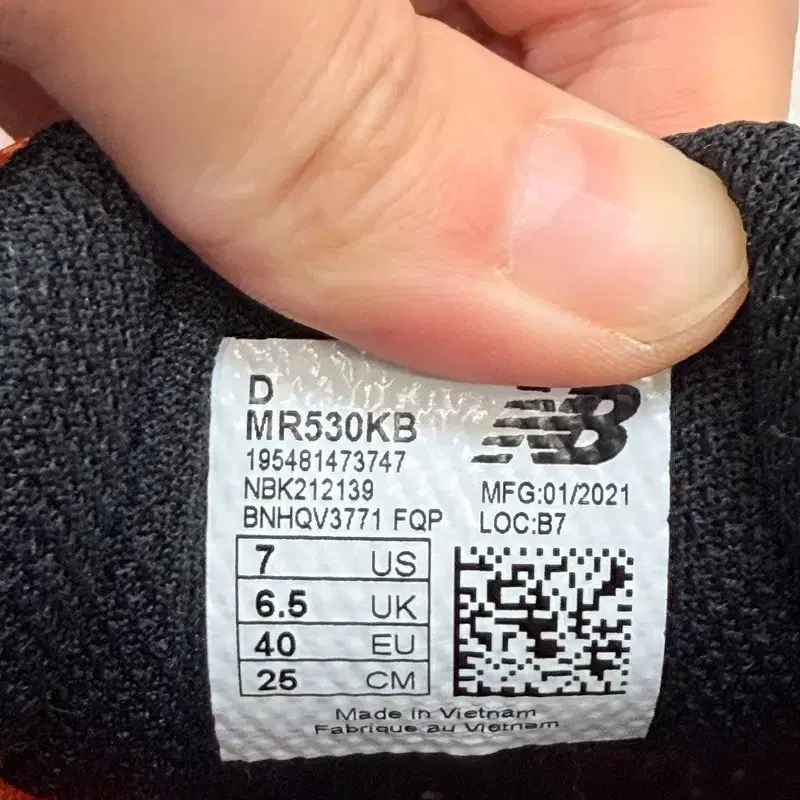 D
MR530KB
195481473747
NBK212139
BNHQV3771 FQP
NB
MFG:01/2021
LOC:B7
7 US
6.5 UK
40 EU
25 CM
Made in Vietnam
Fabrique au Vietnam